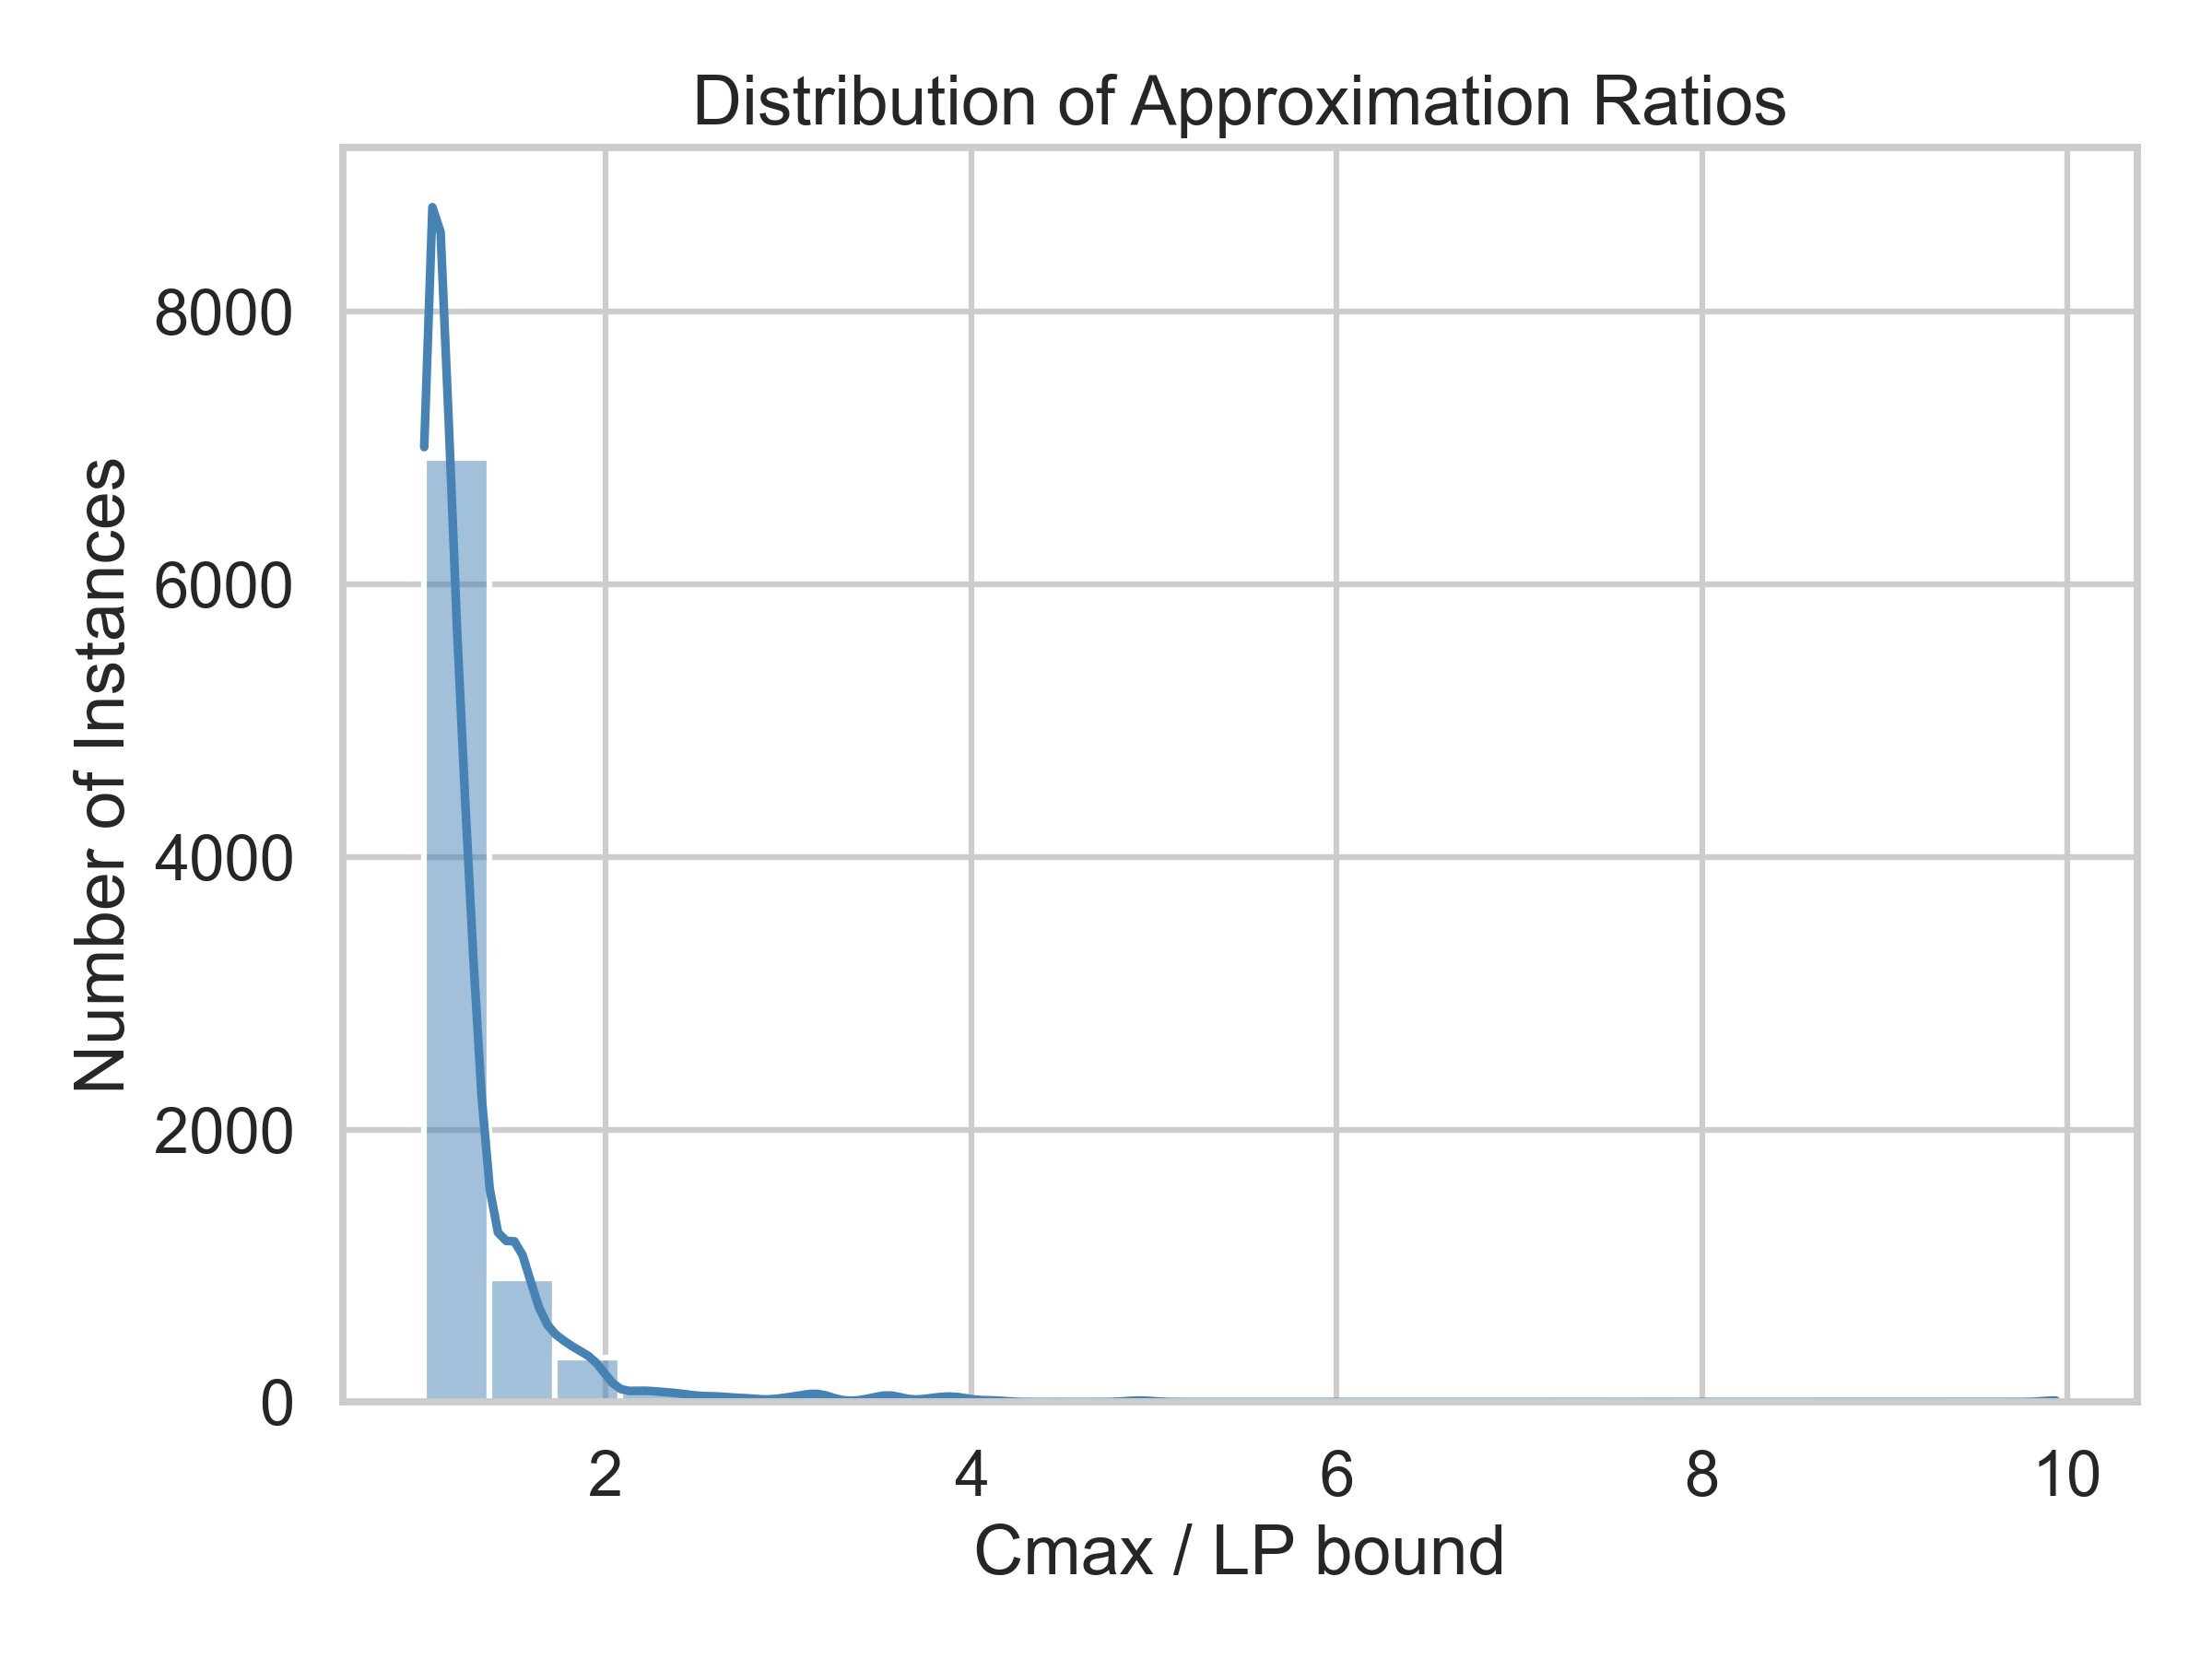 Distribution of Approximation Ratios
Number of Instances
8000
6000
4000
2000
0
2 4 6 8 10
Cmax / LP bound